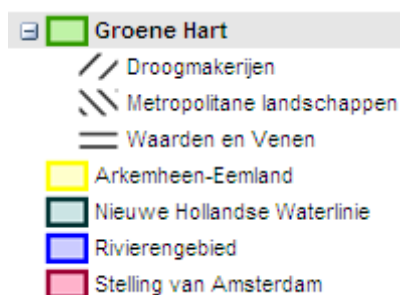 Groene Hart
Droogmakerijen
Metropolitane landschappen
Waarden en Venen
Arkemheen-Eemland
Nieuwe Hollandse Waterlinie
Rivierengebied
Stelling van Amsterdam